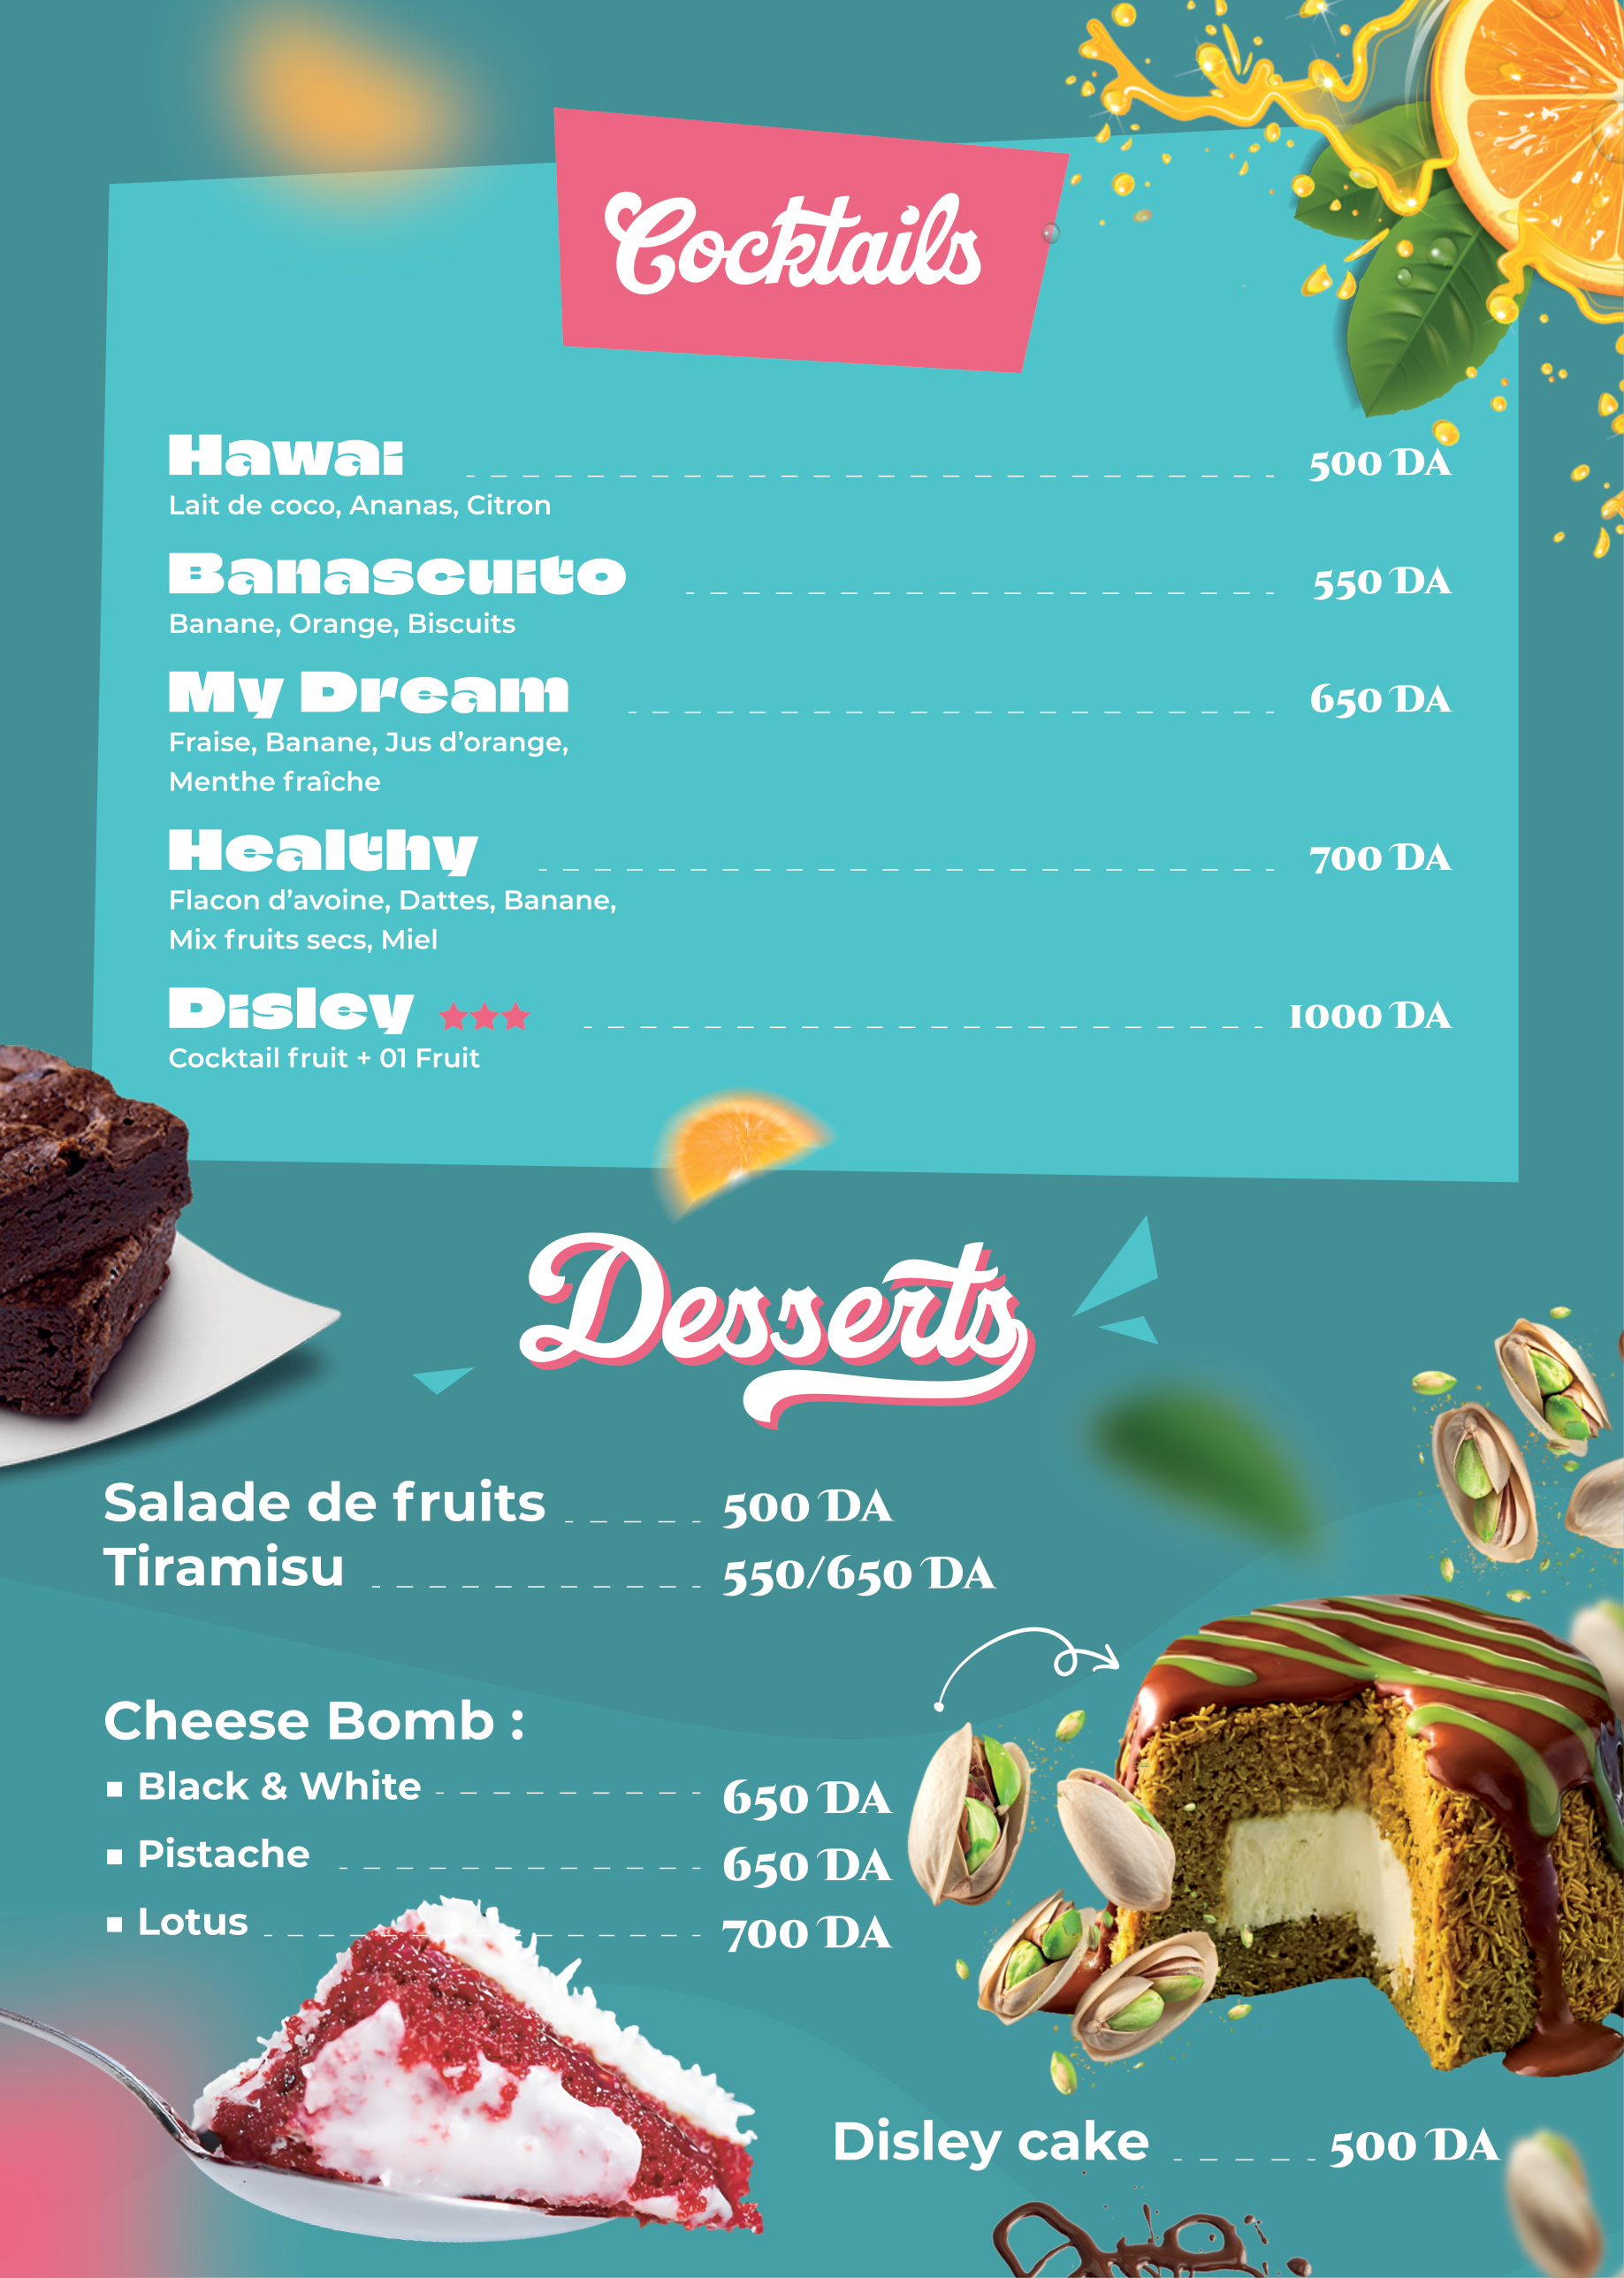 Cocktails
Hawai 500 DA
Lait de coco, Ananas, Citron
Banascuito 550 DA
Banane, Orange, Biscuits
My Dream 650 DA
Fraise, Banane, Jus d’orange,
Menthe fraîche
Healthy 700 DA
Flacon d’avoine, Dattes, Banane,
Mix fruits secs, Miel
Disley ★★★ 1000 DA
Cocktail fruit + 01 Fruit
Desserts
Salade de fruits 500 DA
Tiramisu 550/650 DA
Cheese Bomb :
▪ Black & White 650 DA
▪ Pistache 650 DA
▪ Lotus 700 DA
Disley cake 500 DA